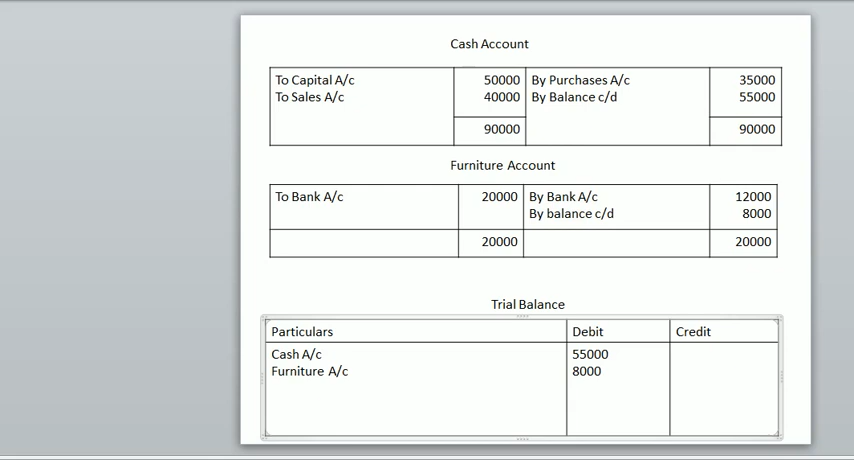 Cash Account
To Capital A/c 50000 By Purchases A/c 35000
To Sales A/c 40000 By Balance c/d 55000
90000 90000
Furniture Account
To Bank A/c 20000 By Bank A/c 12000
By balance c/d 8000
20000 20000
Trial Balance
Particulars Debit Credit
Cash A/c 55000
Furniture A/c 8000